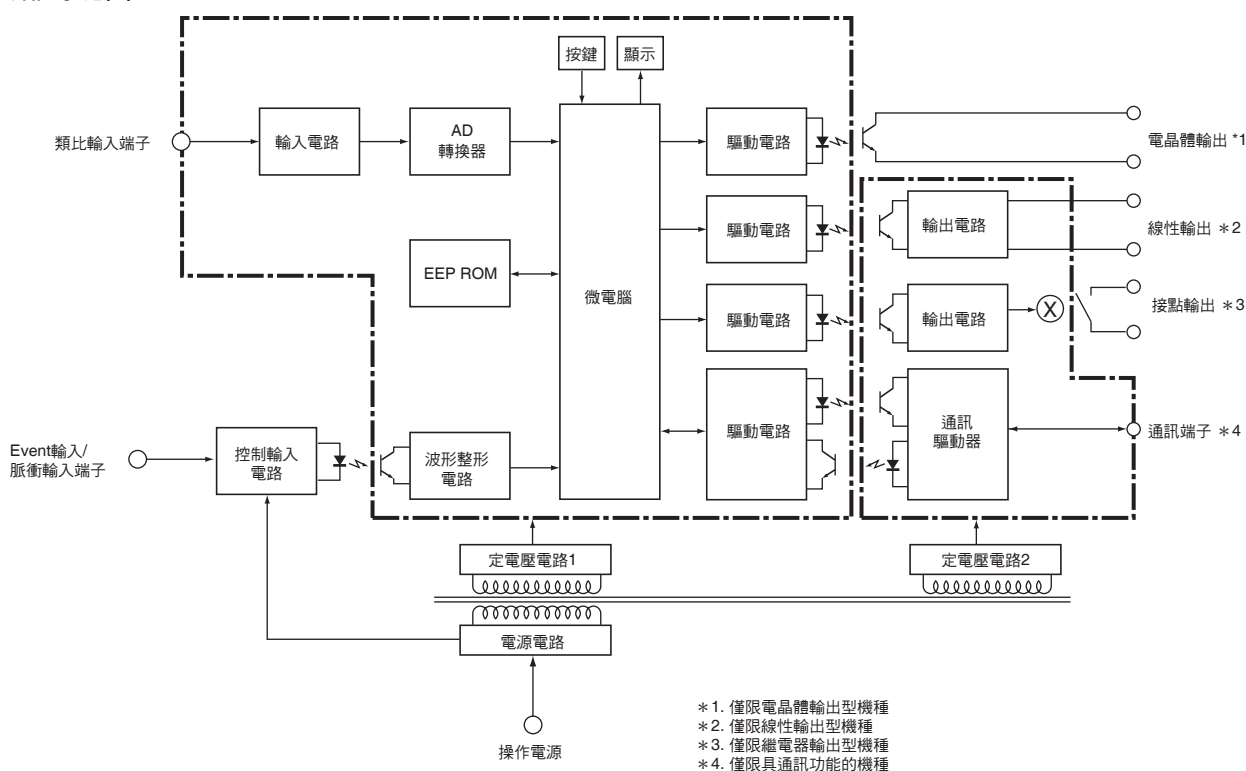 按鍵
顯示
類比輸入端子
輸入電路
AD
轉換器
驅動電路
電晶體輸出 *1
驅動電路
輸出電路
線性輸出 *2
EEP ROM
微電腦
驅動電路
輸出電路
X
接點輸出 *3
Event輸入/
脈衝輸入端子
控制輸入
電路
波形整形
電路
驅動電路
通訊
驅動器
通訊端子 *4
定電壓電路1
定電壓電路2
電源電路
操作電源
*1. 僅限電晶體輸出型機種
*2. 僅限線性輸出型機種
*3. 僅限繼電器輸出型機種
*4. 僅限具通訊功能的機種